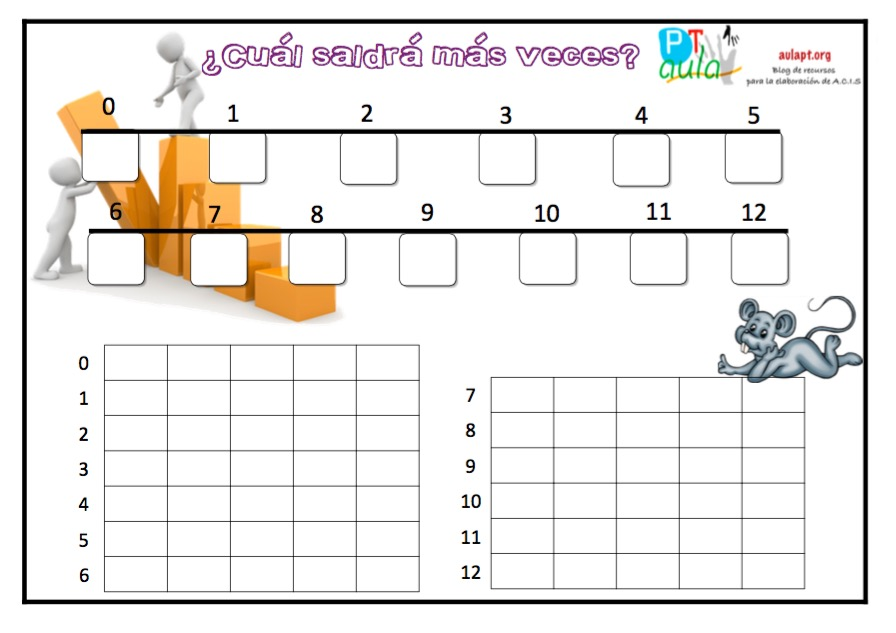 ¿Cuál saldrá más veces?
PT
aula
aulapt.org
Blog de recursos
para la elaboración de A.C.I.S
0 1 2 3 4 5
6 7 8 9 10 11 12
0
1
2
3
4
5
6
7
8
9
10
11
12